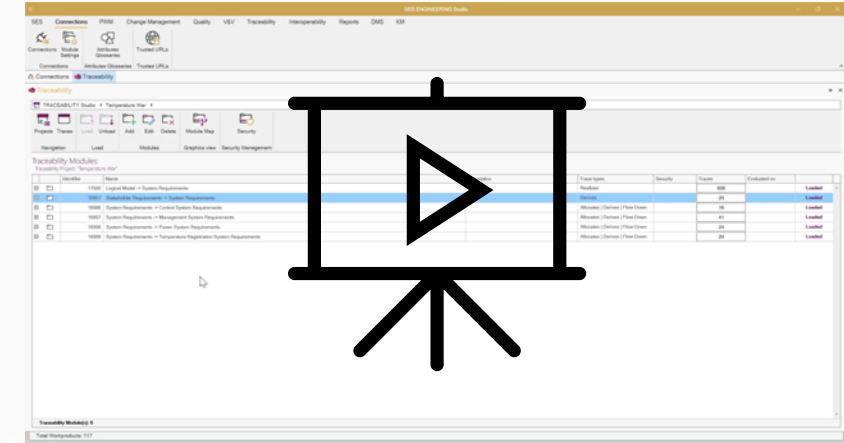 SES ENGINEERING Studio
SES Connections PWM Change Management Quality V&V Traceability Interoperability Reports DMS KM
Connections Module Settings Attributes Glossaries Trusted URLs
Connections Attributes Glossaries Trusted URLs
Connections Traceability
Traceability
TRACEABILITY Studio Temperature War
Projects Traces Load Unload Add Edit Delete Module Map Security
Navigation Load Modules Graphics view Security Management
Traceability Modules:
Traceability Project: "Temperature War"
Identifier Name Trace types Security Traces Evaluated on
Logical Model -> System Requirements Realizes Loaded
Stakeholder Requirements -> System Requirements Derives Loaded
System Requirements -> Control System Requirements Allocates | Derives | Flow-Down Loaded
System Requirements -> Management System Requirements Allocates | Derives | Flow-Down Loaded
System Requirements -> Power System Requirements Allocates | Derives | Flow-Down Loaded
System Requirements -> Temperature Registration System Requirements Allocates | Derives | Flow-Down Loaded
Traceability Module(s): 6
Total Workproducts: 117